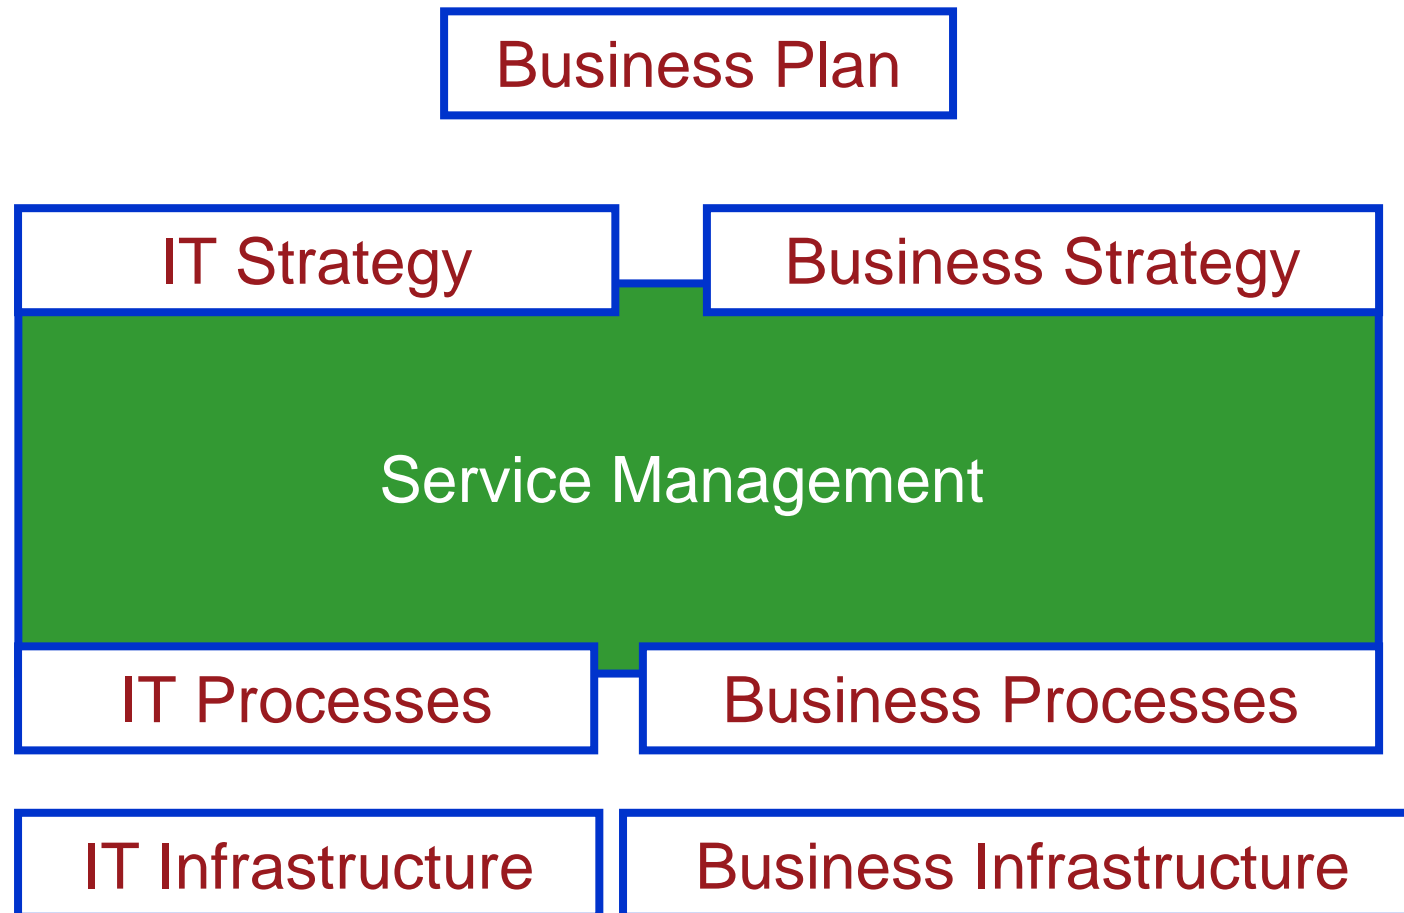 Business Plan
IT Strategy
Business Strategy
Service Management
IT Processes
Business Processes
IT Infrastructure
Business Infrastructure